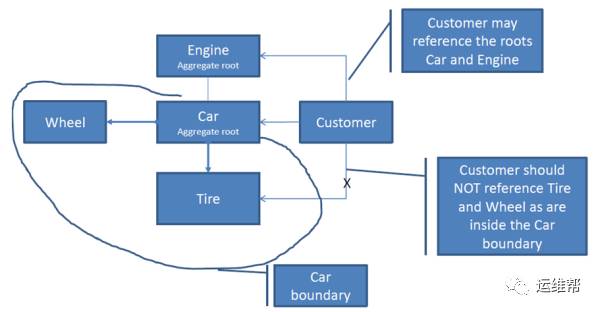 Customer may
reference the roots
Car and Engine
Engine
Aggregate root
Wheel
Car
Aggregate root
Customer
X
Tire
Customer should
NOT reference Tire
and Wheel as are
inside the Car
boundary
Car
boundary
运维帮